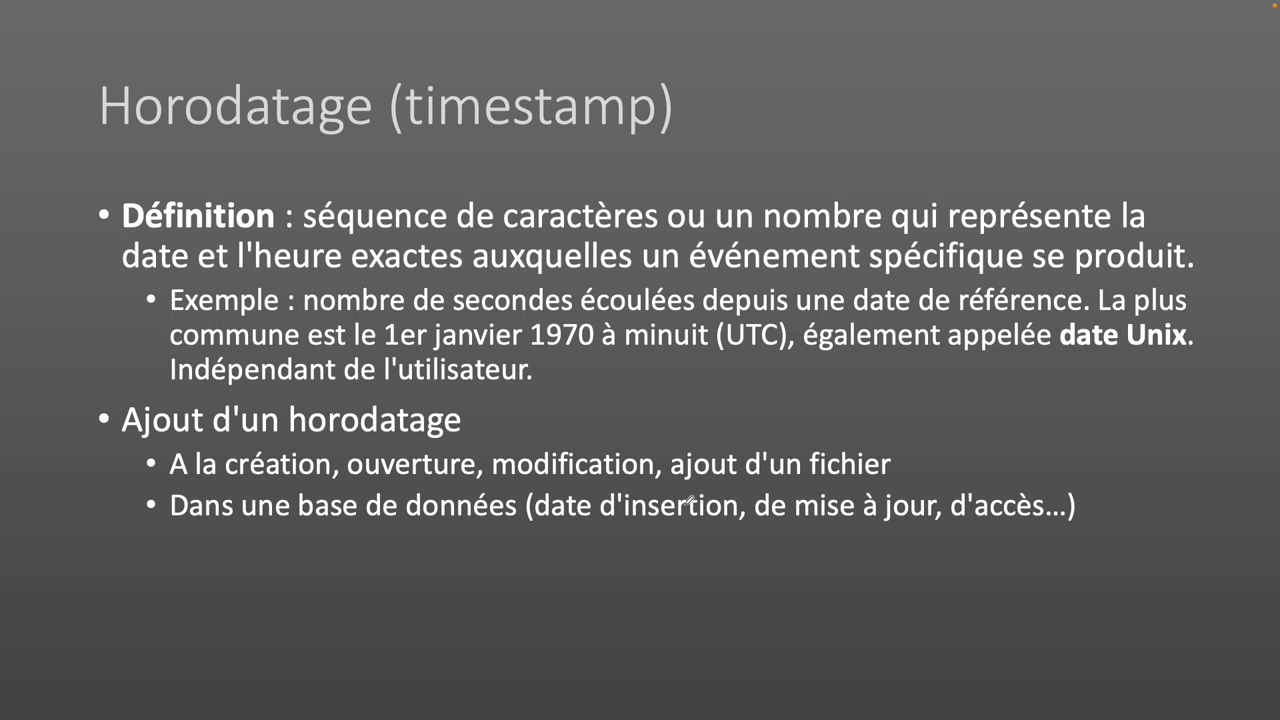 Horodatage (timestamp)
• Définition : séquence de caractères ou un nombre qui représente la
date et l'heure exactes auxquelles un événement spécifique se produit.
• Exemple : nombre de secondes écoulées depuis une date de référence. La plus
commune est le 1er janvier 1970 à minuit (UTC), également appelée date Unix.
Indépendant de l'utilisateur.
• Ajout d'un horodatage
• A la création, ouverture, modification, ajout d'un fichier
• Dans une base de données (date d'insertion, de mise à jour, d'accès…)